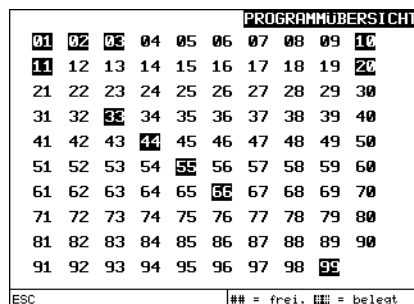 PROGRAMMÜBERSICHT
01 02 03 04 05 06 07 08 09 10
11 12 13 14 15 16 17 18 19 20
21 22 23 24 25 26 27 28 29 30
31 32 33 34 35 36 37 38 39 40
41 42 43 44 45 46 47 48 49 50
51 52 53 54 55 56 57 58 59 60
61 62 63 64 65 66 67 68 69 70
71 72 73 74 75 76 77 78 79 80
81 82 83 84 85 86 87 88 89 90
91 92 93 94 95 96 97 98 99
ESC ## = frei, ## = belegt